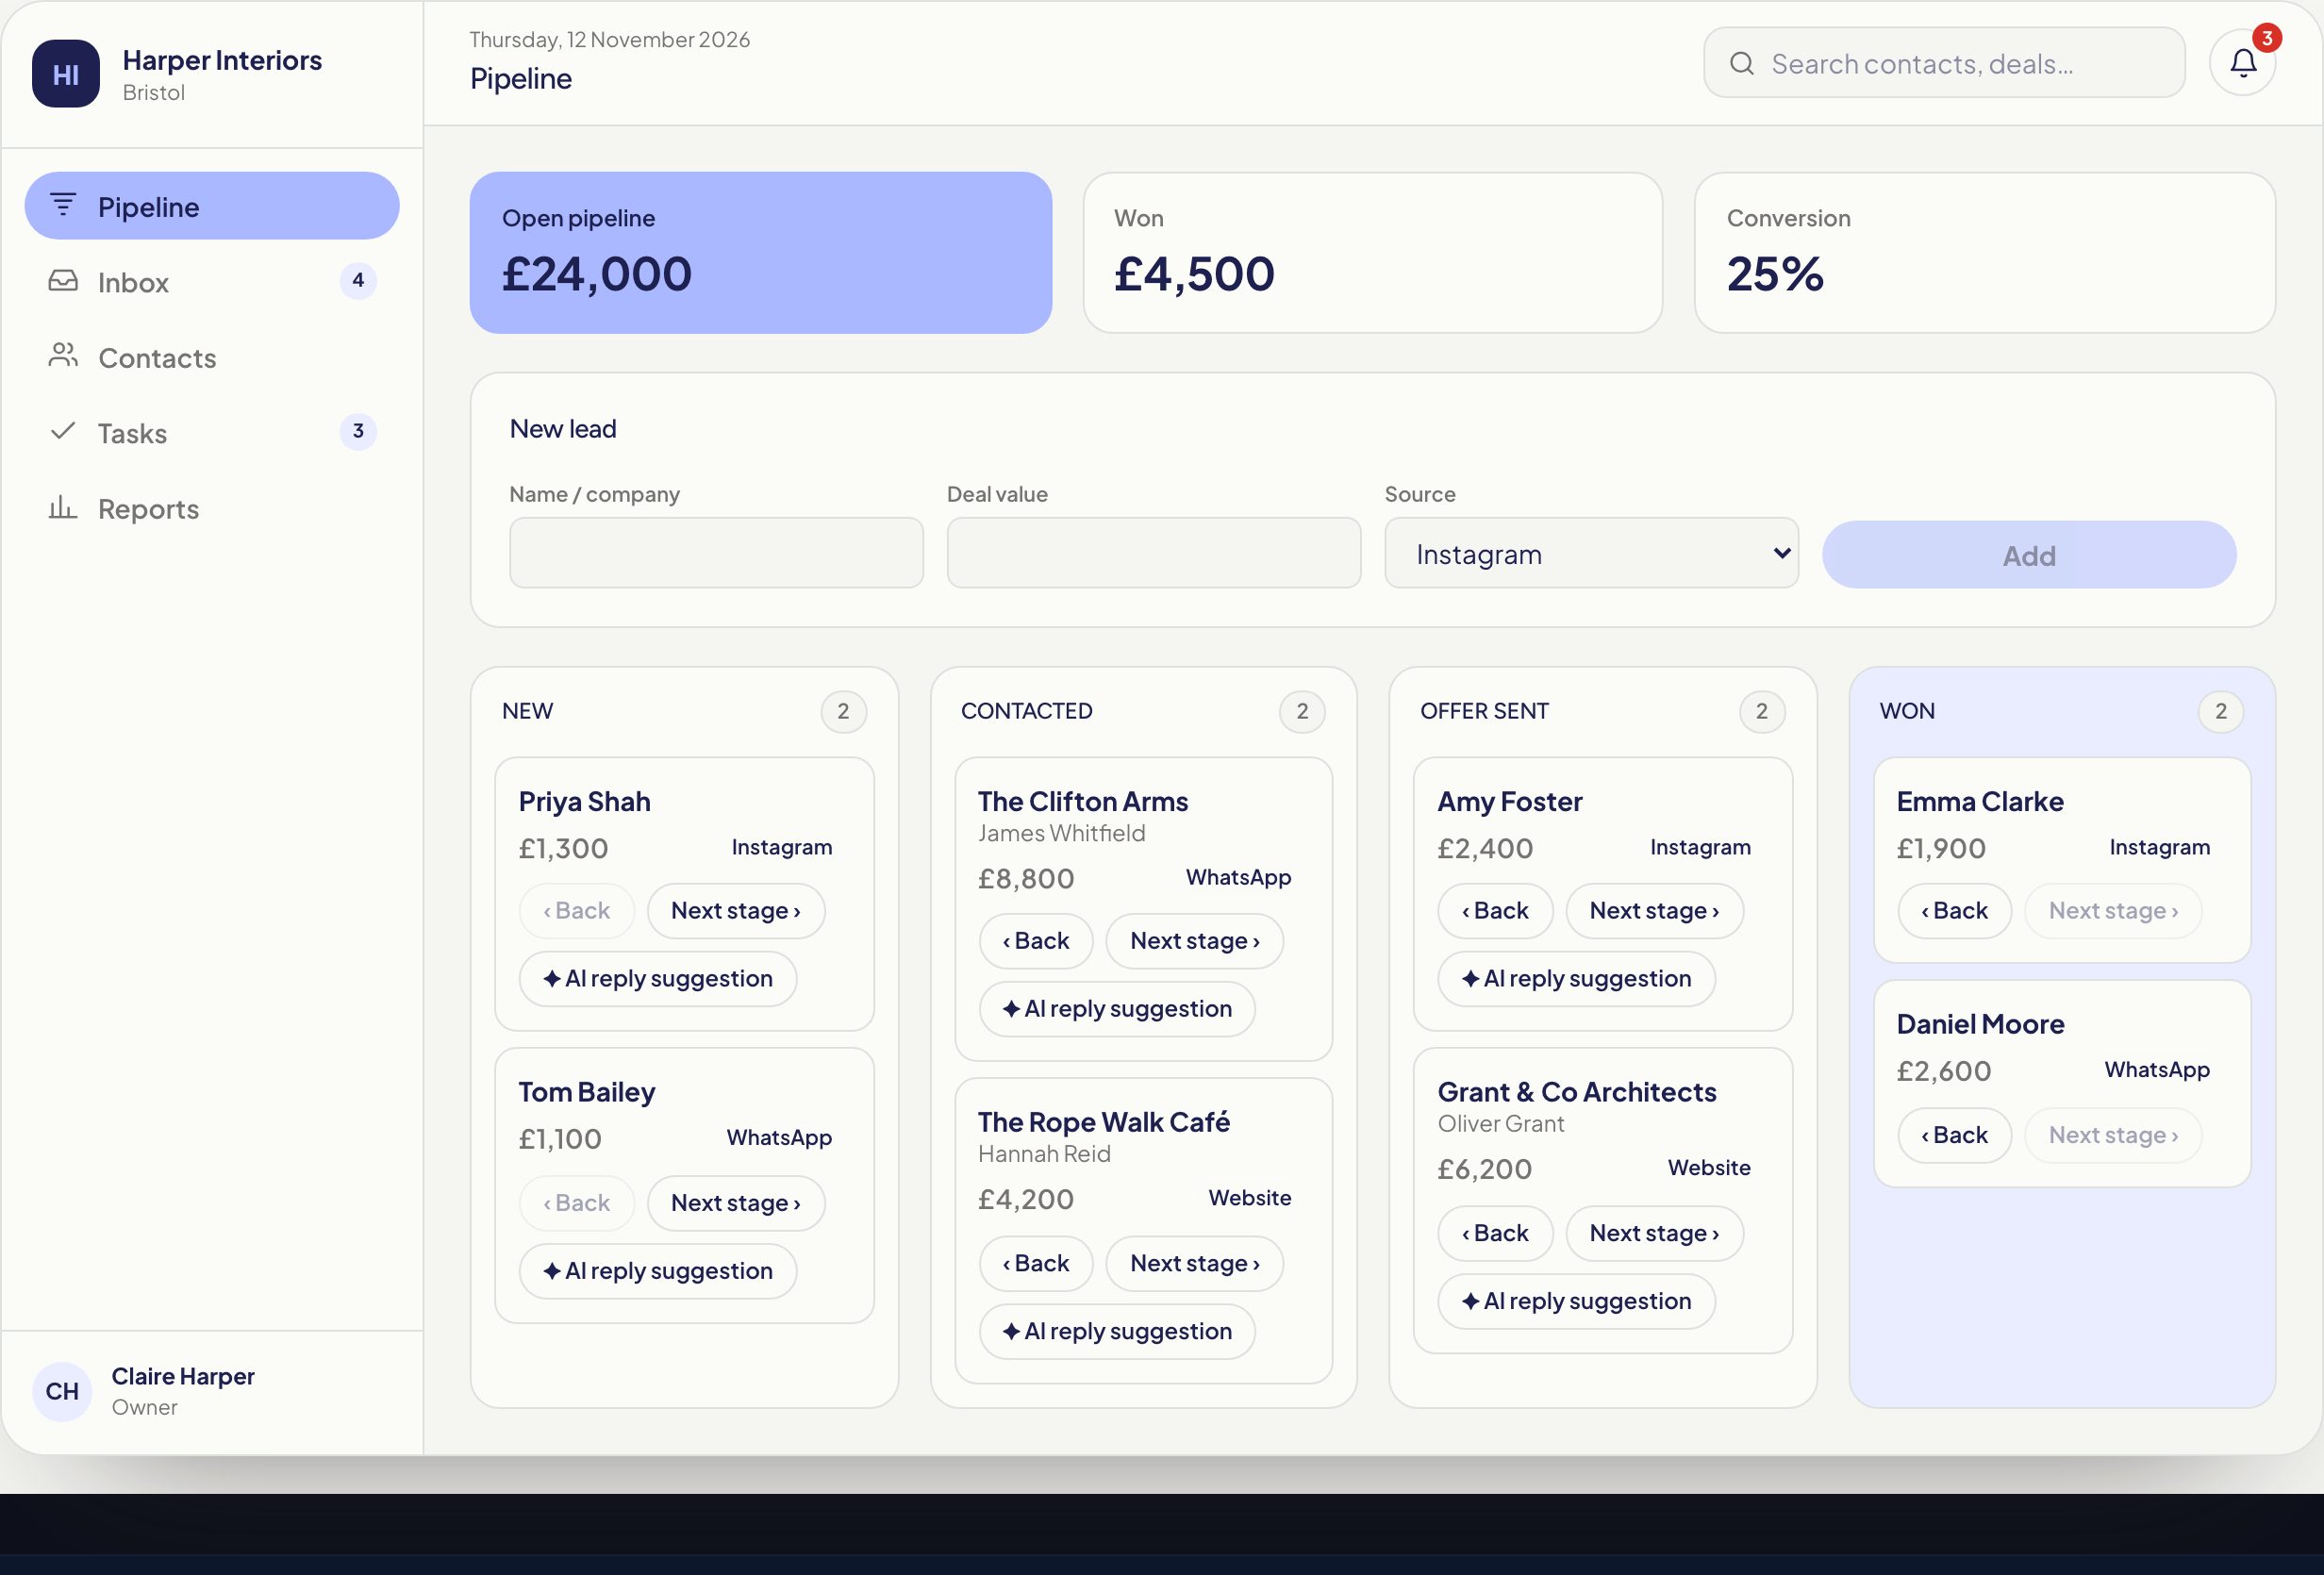 HI
Harper Interiors
Bristol
Pipeline
Inbox 4
Contacts
Tasks 3
Reports
CH
Claire Harper
Owner
Thursday, 12 November 2026
Pipeline
Search contacts, deals…
3
Open pipeline
£24,000
Won
£4,500
Conversion
25%
New lead
Name / company
Deal value
Source
Instagram
Add
NEW 2
Priya Shah
£1,300 Instagram
‹ Back Next stage ›
✦ AI reply suggestion
Tom Bailey
£1,100 WhatsApp
‹ Back Next stage ›
✦ AI reply suggestion
CONTACTED 2
The Clifton Arms
James Whitfield
£8,800 WhatsApp
‹ Back Next stage ›
✦ AI reply suggestion
The Rope Walk Café
Hannah Reid
£4,200 Website
‹ Back Next stage ›
✦ AI reply suggestion
OFFER SENT 2
Amy Foster
£2,400 Instagram
‹ Back Next stage ›
✦ AI reply suggestion
Grant & Co Architects
Oliver Grant
£6,200 Website
‹ Back Next stage ›
✦ AI reply suggestion
WON 2
Emma Clarke
£1,900 Instagram
‹ Back Next stage ›
Daniel Moore
£2,600 WhatsApp
‹ Back Next stage ›